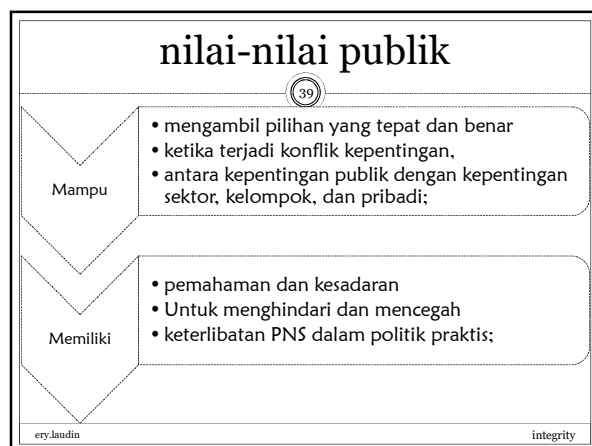 nilai-nilai publik
39
Mampu
• mengambil pilihan yang tepat dan benar
• ketika terjadi konflik kepentingan,
• antara kepentingan publik dengan kepentingan
sektor, kelompok, dan pribadi;
Memiliki
• pemahaman dan kesadaran
• Untuk menghindari dan mencegah
• keterlibatan PNS dalam politik praktis;
ery.laudin
integrity